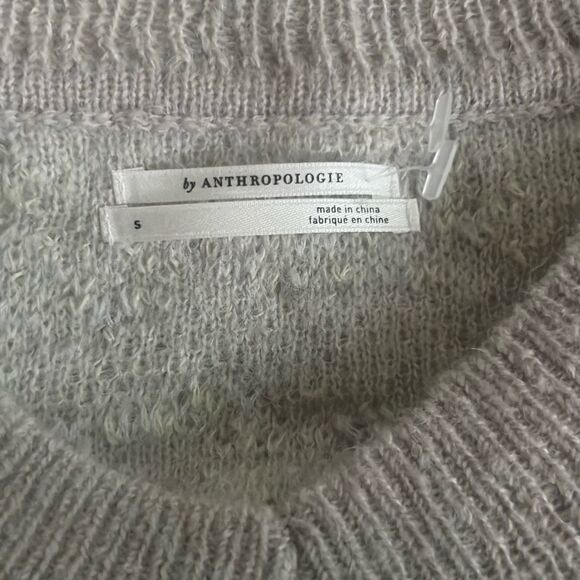 by ANTHROPOLOGIE
S
made in china
fabriqué en chine